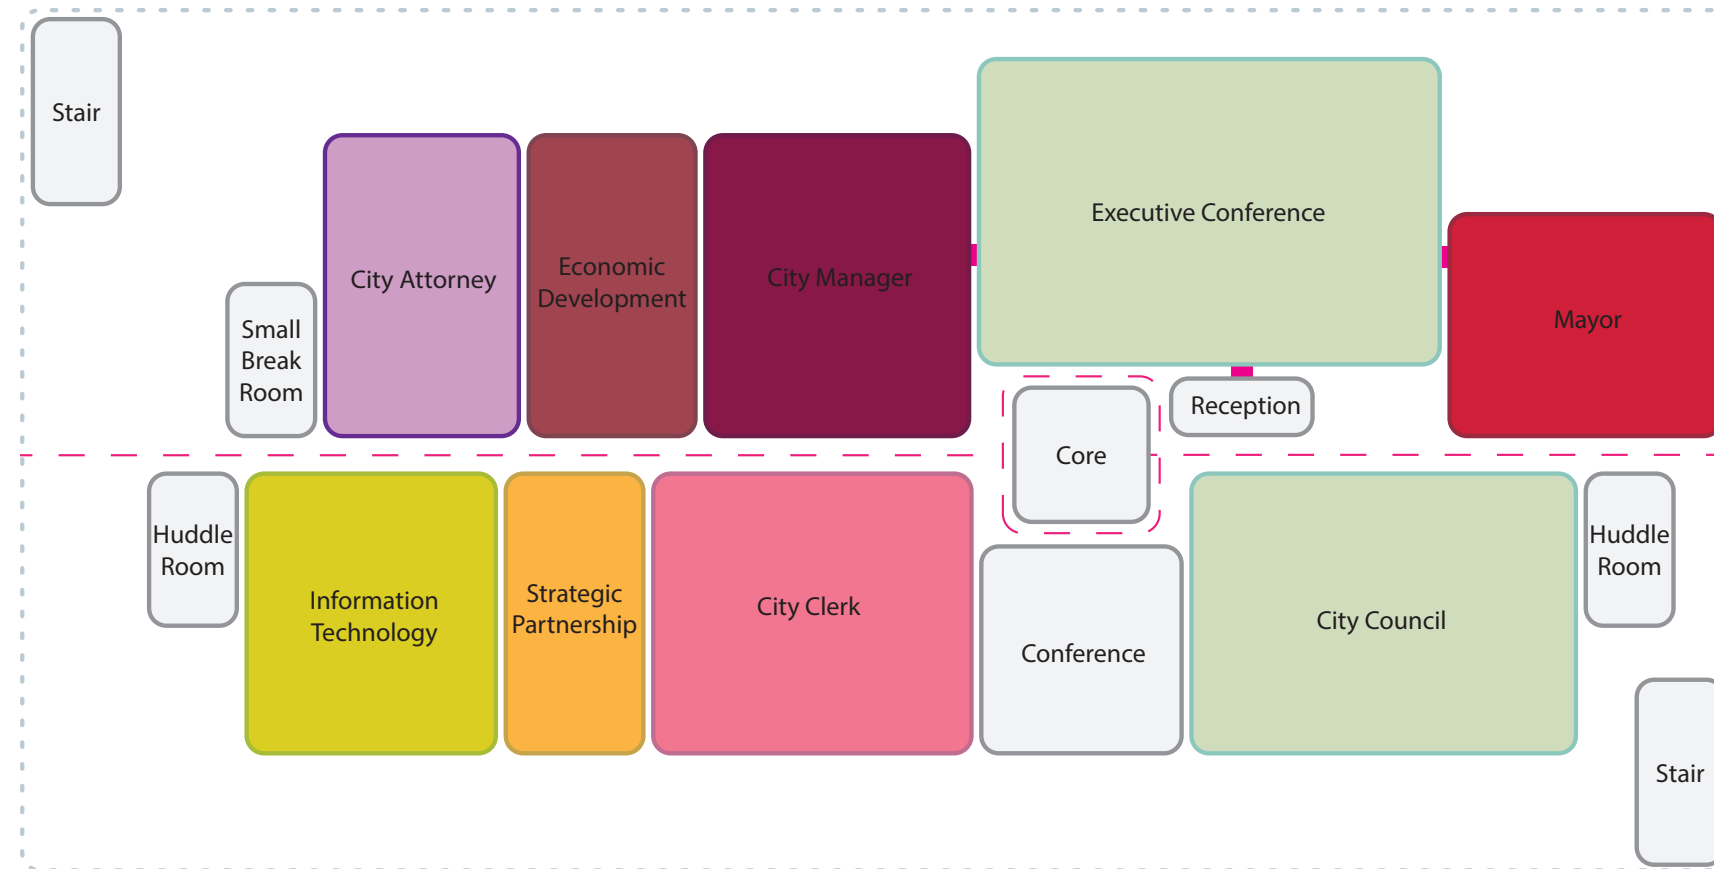 Stair
Executive Conference
City Attorney
Economic
Development
City Manager
Mayor
Small
Break
Room
Reception
Core
Huddle
Room
Information
Technology
Strategic
Partnership
City Clerk
Conference
City Council
Huddle
Room
Stair